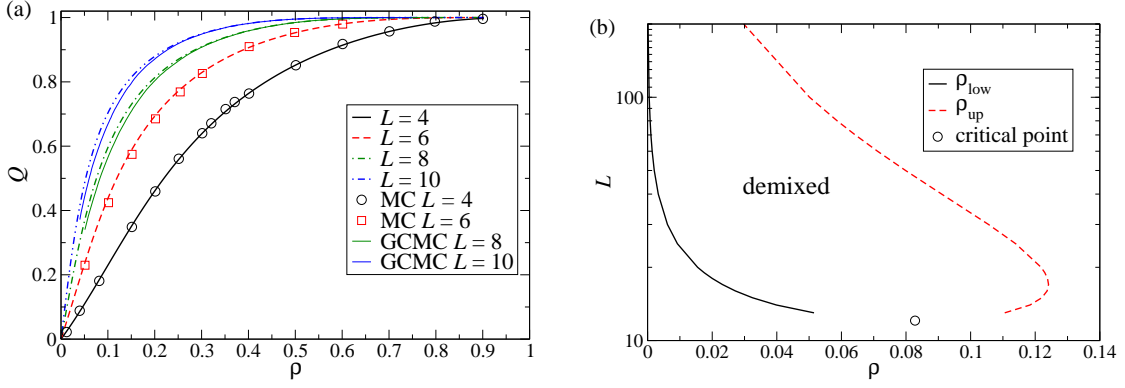 (a)
1
0.8
0.6
0.4
0.2
0
Q
0 0.1 0.2 0.3 0.4 0.5 0.6 0.7 0.8 0.9 1
ρ
L = 4
L = 6
L = 8
L = 10
MC L = 4
MC L = 6
GCMC L = 8
GCMC L = 10
(b)
100
10
L
0 0.02 0.04 0.06 0.08 0.1 0.12 0.14
ρ
demixed
ρlow
ρup
critical point